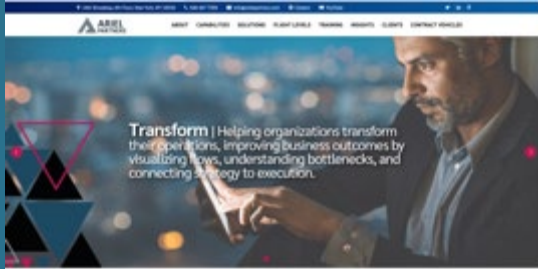 ARIEL
PARTNERS
ABOUT CAPABILITIES SOLUTIONS FLIGHT LEVELS TRAINING INSIGHTS CLIENTS CONTRACT VEHICLES
Transform | Helping organizations transform
their operations, improving business outcomes by
visualizing flows, understanding bottlenecks, and
connecting strategy to execution.